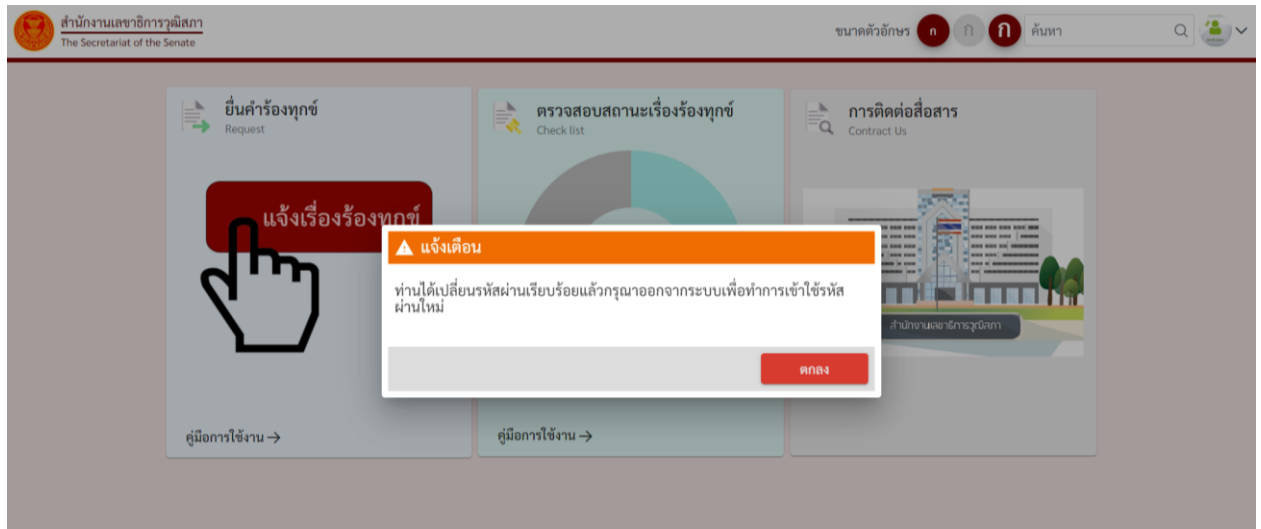 สำนักงานเลขาธิการวุฒิสภา
The Secretariat of the Senate
ขนาดตัวอักษร ก ก ก ค้นหา
ยื่นคำร้องทุกข์
Request
แจ้งเรื่องร้องทุกข์
คู่มือการใช้งาน →
ตรวจสอบสถานะเรื่องร้องทุกข์
Check list
คู่มือการใช้งาน →
การติดต่อสื่อสาร
Contract Us
สำนักงานเลขาธิการวุฒิสภา
แจ้งเตือน
ท่านได้เปลี่ยนรหัสผ่านเรียบร้อยแล้วกรุณาออกจากระบบเพื่อทำการเข้าใช้รหัส
ผ่านใหม่
ตกลง